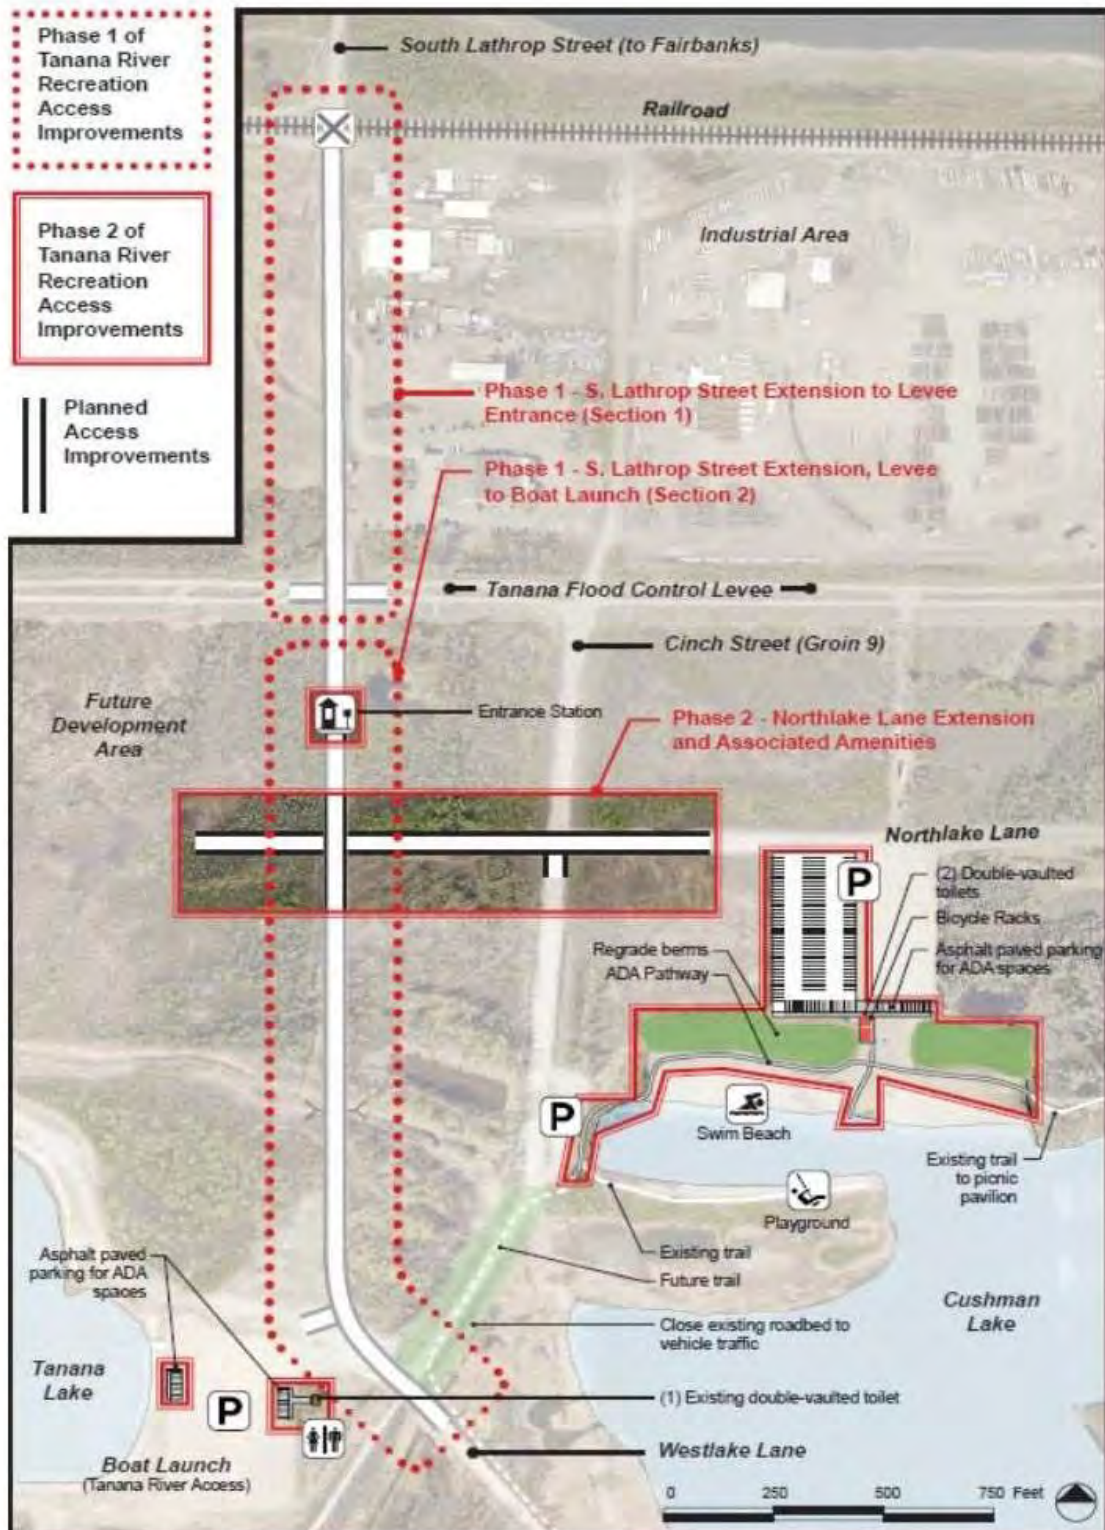 Phase 1 of
Tanana River
Recreation
Access
Improvements
Phase 2 of
Tanana River
Recreation
Access
Improvements
Planned
Access
Improvements
South Lathrop Street (to Fairbanks)
Railroad
Industrial Area
Phase 1 - S. Lathrop Street Extension to Levee
Entrance (Section 1)
Phase 1 - S. Lathrop Street Extension, Levee
to Boat Launch (Section 2)
Tanana Flood Control Levee
Cinch Street (Groin 9)
Future
Development
Area
Entrance Station
Phase 2 - Northlake Lane Extension
and Associated Amenities
Northlake Lane
P
(2) Double-vaulted
toilets
Bicycle Racks
Asphalt paved parking
for ADA spaces
Regrade berms
ADA Pathway
P
Swim Beach
Existing trail
to picnic
pavilion
Playground
Existing trail
Future trail
Close existing roadbed to
vehicle traffic
Cushman
Lake
Asphalt paved
parking for ADA
spaces
Tanana
Lake
P
(1) Existing double-vaulted toilet
Westlake Lane
Boat Launch
(Tanana River Access)
0 250 500 750 Feet